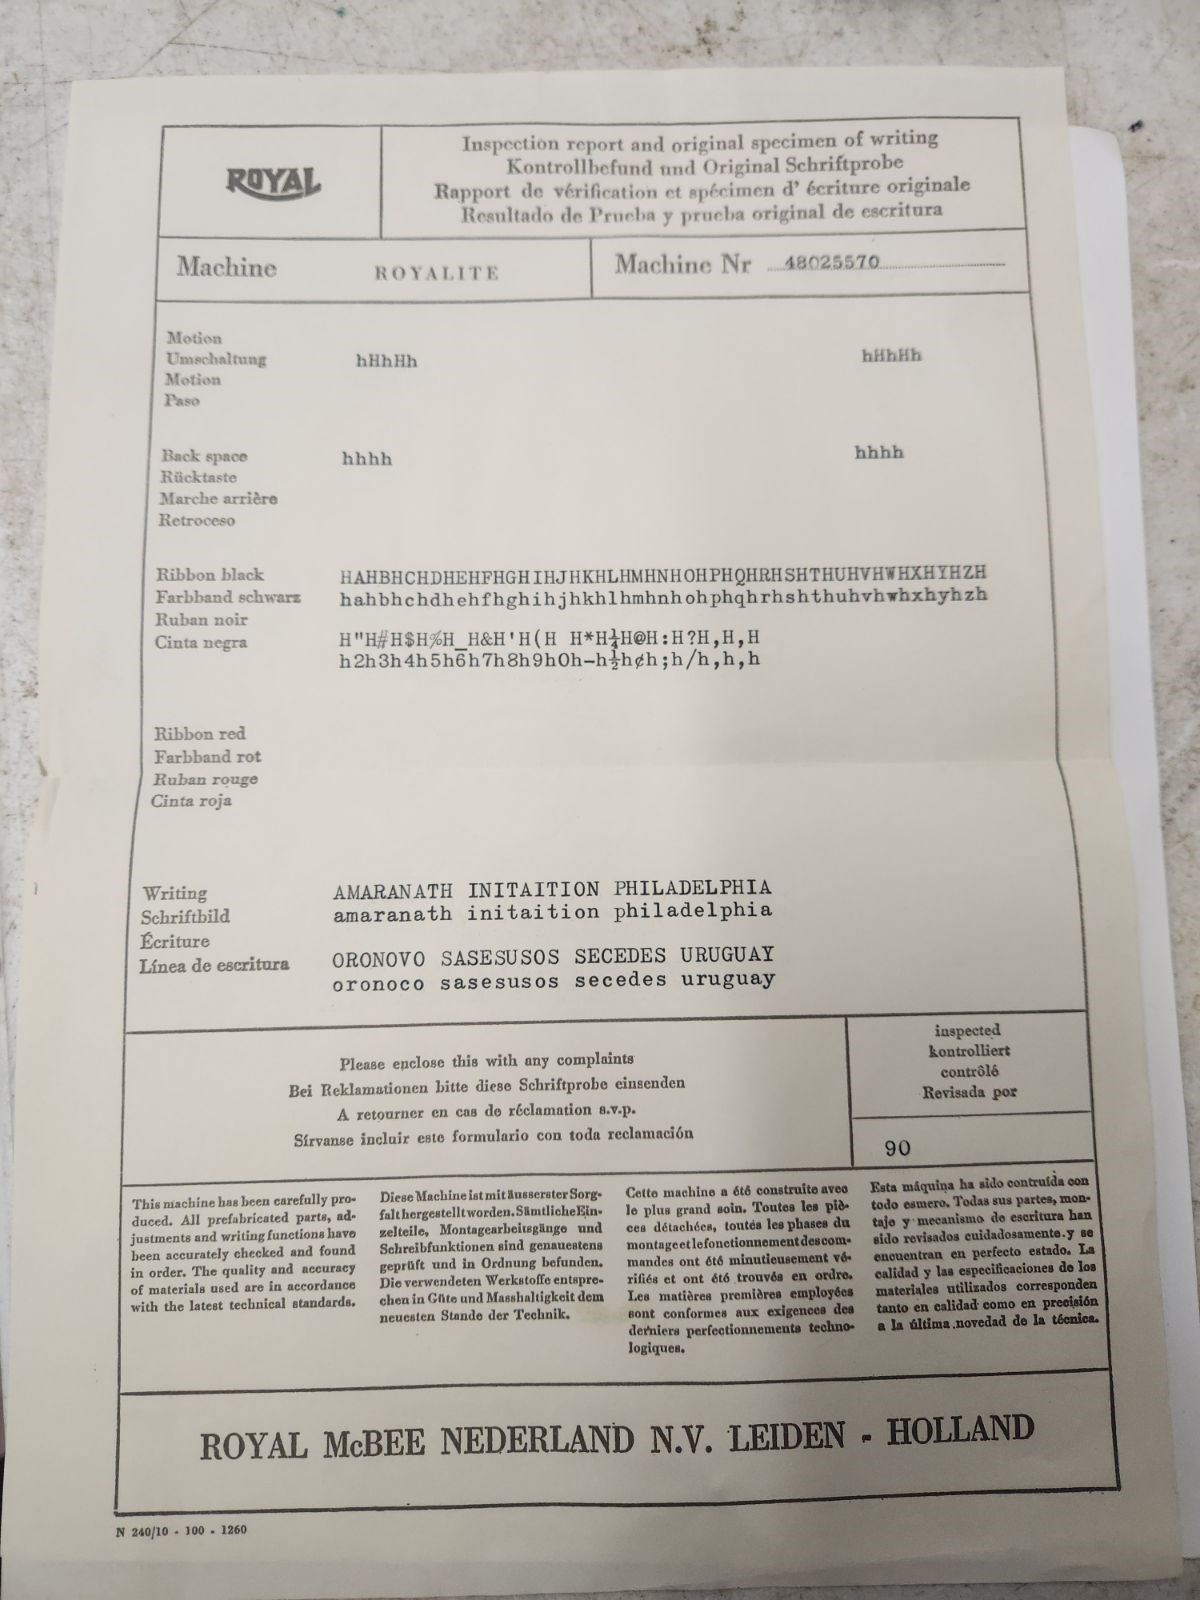 ROYAL
Inspection report and original specimen of writing
Kontrollbefund und Original Schriftprobe
Rapport de vérification et spécimen d' écriture originale
Resultado de Prueba y prueba original de escritura
Machine ROYALITE
Machine Nr 48025570
Motion
Umschaltung hHhHh hHhHh
Motion
Paso
Back space hhhh hhhh
Rücktaste
Marche arrière
Retroceso
Ribbon black HAHBHCHDHEHFHGHIHJHKHLHMHNHOHPHQHRHSHTHUHVHWHXHYHZH
Farbband schwarz hahbhchdhehfhghihjhkhlhmhnhohphqhrhshthuhvhwhxhyhzh
Ruban noir
Cinta negra H"H#H$H%H_H&H'H(H H*H¼H@H:H?H,H,H
h2h3h4h5h6h7h8h9h0h-h½h¢h;h/h,h,h
Ribbon red
Farbband rot
Ruban rouge
Cinta roja
Writing AMARANATH INITAITION PHILADELPHIA
Schriftbild amaranath initaition philadelphia
Écriture
Línea de escritura ORONOVO SASESUSOS SECEDES URUGUAY
oronoco sasesusos secedes uruguay
Please enclose this with any complaints
Bei Reklamationen bitte diese Schriftprobe einsenden
A retourner en cas de réclamation s.v.p.
Sírvanse incluir este formulario con toda reclamación
inspected
kontrolliert
contrôlé
Revisada por
90
This machine has been carefully pro-
duced. All prefabricated parts, ad-
justments and writing functions have
been accurately checked and found
in order. The quality and accuracy
of materials used are in accordance
with the latest technical standards.
Diese Machine ist mit äusserster Sorg-
falt hergestellt worden. Sämtliche Ein-
zelteile, Montagearbeitsgänge und
Schreibfunktionen sind genauestens
geprüft und in Ordnung befunden.
Die verwendeten Werkstoffe entspre-
chen in Güte und Masshaltigkeit dem
neuesten Stande der Technik.
Cette machine a été construite avec
le plus grand soin. Toutes les piè-
ces détachées, toutes les phases du
montage et le fonctionnement des com-
mandes ont été minutieusement vé-
rifiés et ont été trouvés en ordre.
Les matières premières employées
sont conformes aux exigences des
derniers perfectionnements techno-
logiques.
Esta máquina ha sido contruída con
todo esmero. Todas sus partes, mon-
taje y mecanismo de escritura han
sido revisados cuidadosamente y se
encuentran en perfecto estado. La
calidad y las especificaciones de los
materiales utilizados corresponden
tanto en calidad como en precisión
a la última novedad de la técnica.
ROYAL McBEE NEDERLAND N.V. LEIDEN - HOLLAND
N 240/10 - 100 - 1260